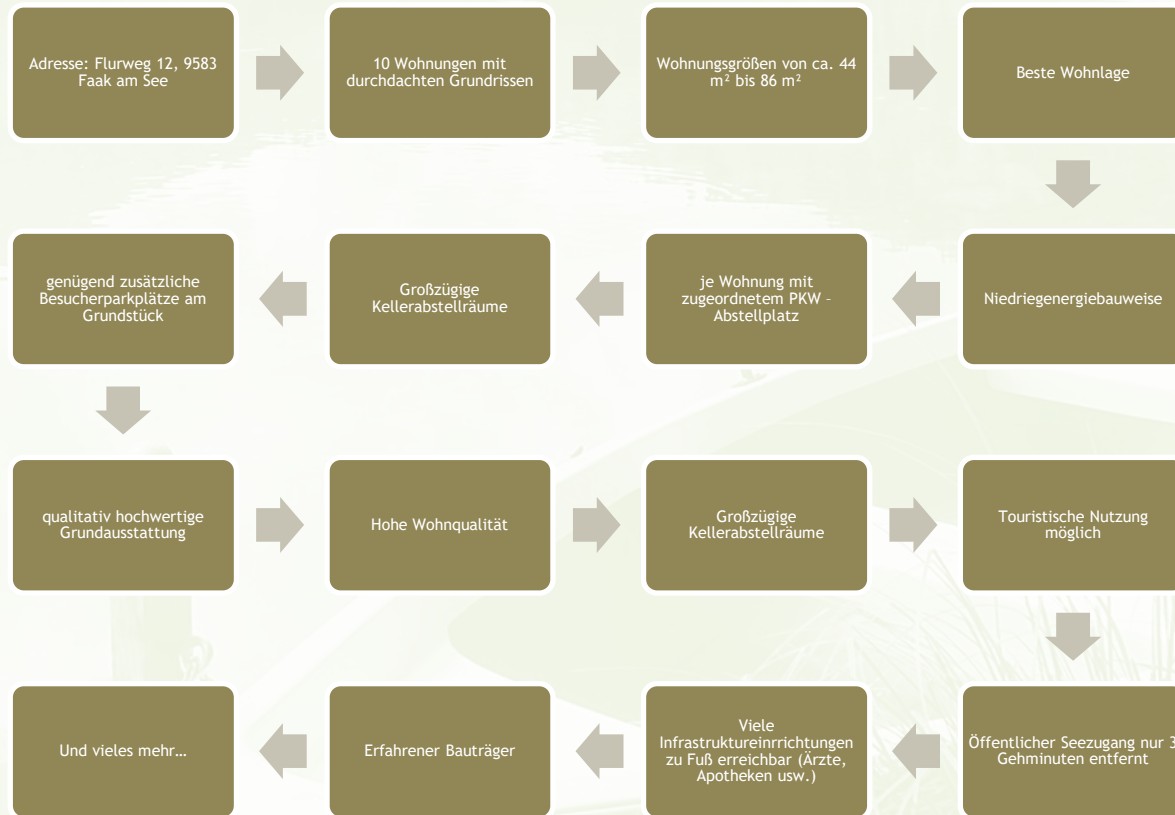 Adresse: Flurweg 12, 9583
Faak am See
10 Wohnungen mit
durchdachten Grundrissen
Wohnungsgrößen von ca. 44
m² bis 86 m²
Beste Wohnlage
Niedriegenergiebauweise
je Wohnung mit
zugeordnetem PKW -
Abstellplatz
Großzügige
Kellerabstellräume
genügend zusätzliche
Besucherparkplätze am
Grundstück
qualitativ hochwertige
Grundausstattung
Hohe Wohnqualität
Großzügige
Kellerabstellräume
Touristische Nutzung
möglich
Öffentlicher Seezugang nur 3
Gehminuten entfernt
Viele
Infrastruktureinrrichtungen
zu Fuß erreichbar (Ärzte,
Apotheken usw.)
Erfahrener Bauträger
Und vieles mehr…